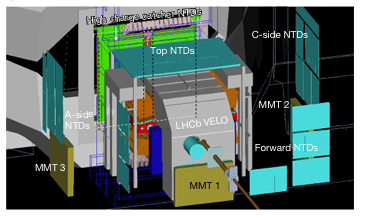 High charge catcher NTDs
C-side NTDs
Top NTDs
A-side
NTDs
MMT 2
LHCb VELO
Forward NTDs
MMT 3
MMT 1